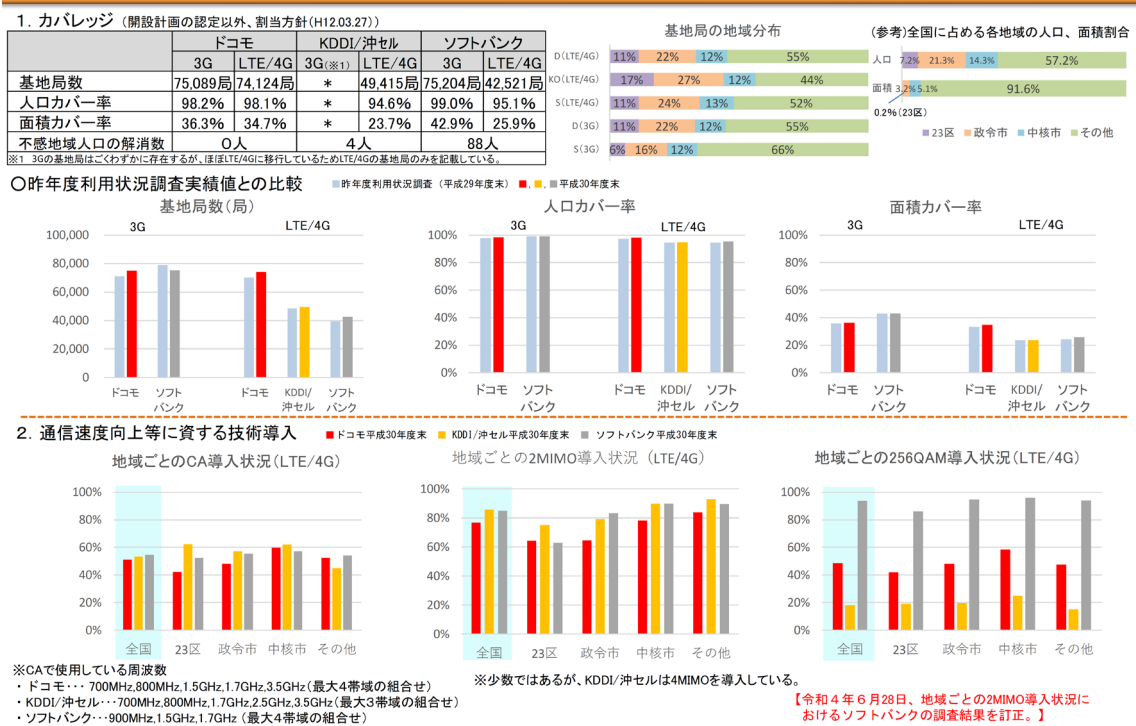 １．カバレッジ（開設計画の認定以外、割当方針（H12.03.27））
ドコモ KDDI/沖セル ソフトバンク
3G LTE/4G 3G(※1) LTE/4G 3G LTE/4G
基地局数 75,089局 74,124局 * 49,415局 75,204局 42,521局
人口カバー率 98.2% 98.1% * 94.6% 99.0% 95.1%
面積カバー率 36.3% 34.7% * 23.7% 42.9% 25.9%
不感地域人口の解消数 0人 4人 88人
※1 3Gの基地局はごくわずかに存在するが、ほぼLTE/4Gに移行しているためLTE/4Gの基地局のみを記載している。
基地局の地域分布
D(LTE/4G) 11% 22% 12% 55%
KO(LTE/4G) 17% 27% 12% 44%
S(LTE/4G) 11% 24% 13% 52%
D(3G) 11% 22% 12% 55%
S(3G) 6% 16% 12% 66%
(参考)全国に占める各地域の人口、面積割合
人口 7.2% 21.3% 14.3% 57.2%
面積 3.2% 5.1% 91.6%
0.2%(23区)
23区 政令市 中核市 その他
〇昨年度利用状況調査実績値との比較
昨年度利用状況調査（平成29年度末） , , 平成30年度末
基地局数(局)
3G LTE/4G
100,000
80,000
60,000
40,000
20,000
0
ドコモ ソフトバンク ドコモ KDDI/沖セル ソフトバンク
人口カバー率
3G LTE/4G
100%
80%
60%
40%
20%
0%
ドコモ ソフトバンク ドコモ KDDI/沖セル ソフトバンク
面積カバー率
3G LTE/4G
100%
80%
60%
40%
20%
0%
ドコモ ソフトバンク ドコモ KDDI/沖セル ソフトバンク
２．通信速度向上等に資する技術導入
ドコモ平成30年度末 KDDI/沖セル平成30年度末 ソフトバンク平成30年度末
地域ごとのCA導入状況(LTE/4G)
100%
80%
60%
40%
20%
0%
全国 23区 政令市 中核市 その他
地域ごとの2MIMO導入状況（LTE/4G）
100%
80%
60%
40%
20%
0%
全国 23区 政令市 中核市 その他
地域ごとの256QAM導入状況(LTE/4G)
100%
80%
60%
40%
20%
0%
全国 23区 政令市 中核市 その他
※CAで使用している周波数
・ドコモ・・・700MHz,800MHz,1.5GHz,1.7GHz,3.5GHz（最大４帯域の組合せ）
・KDDI/沖セル・・・700MHz,800MHz,1.7GHz,2.5GHz,3.5GHz（最大３帯域の組合せ）
・ソフトバンク・・・900MHz,1.5GHz,1.7GHz （最大４帯域の組合せ）
※少数ではあるが、KDDI/沖セルは4MIMOを導入している。
【令和４年６月28日、地域ごとの2MIMO導入状況に
おけるソフトバンクの調査結果を訂正。】